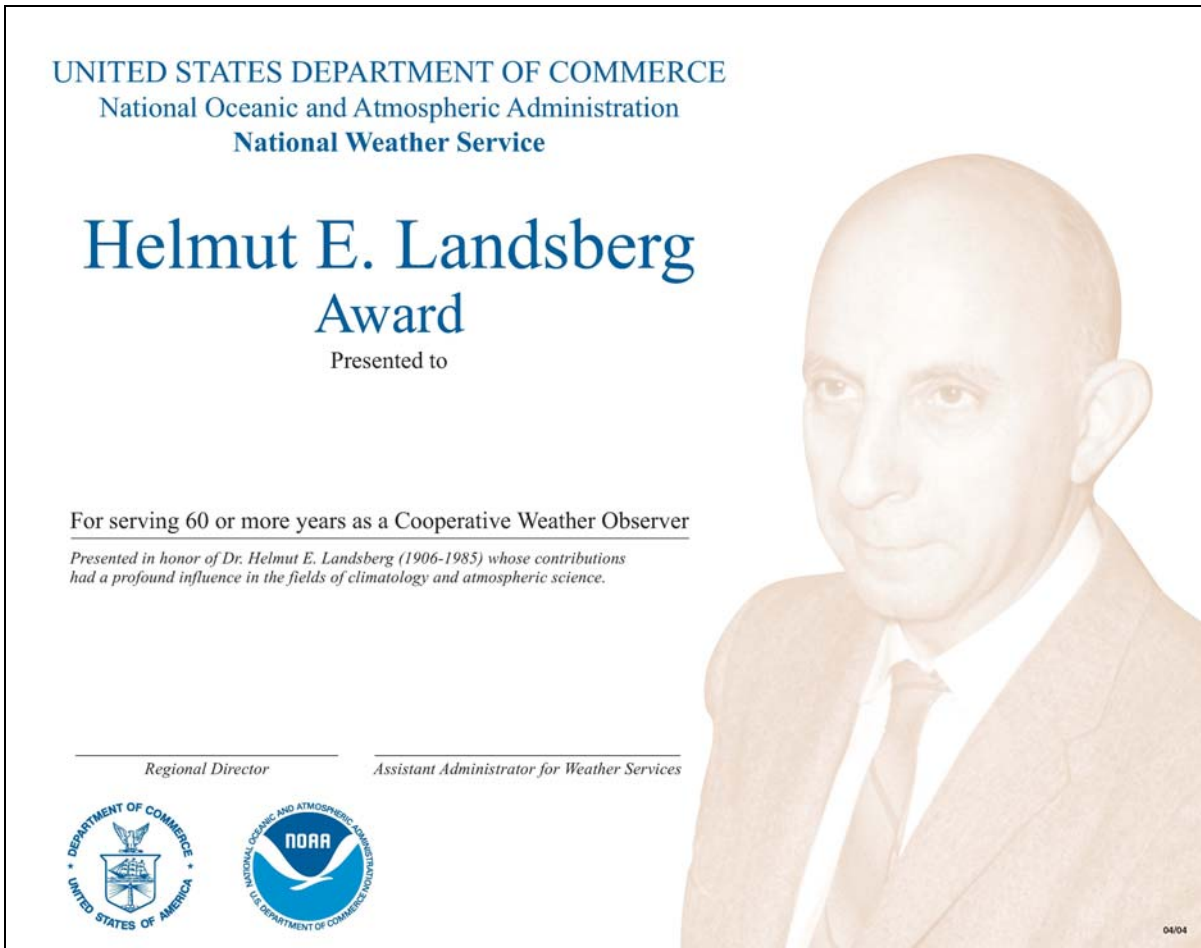 UNITED STATES DEPARTMENT OF COMMERCE
National Oceanic and Atmospheric Administration
National Weather Service
Helmut E. Landsberg
Award
Presented to
For serving 60 or more years as a Cooperative Weather Observer
Presented in honor of Dr. Helmut E. Landsberg (1906-1985) whose contributions
had a profound influence in the fields of climatology and atmospheric science.
Regional Director
Assistant Administrator for Weather Services
DEPARTMENT OF COMMERCE
UNITED STATES OF AMERICA
NATIONAL OCEANIC AND ATMOSPHERIC ADMINISTRATION
NOAA
U.S. DEPARTMENT OF COMMERCE
04/04